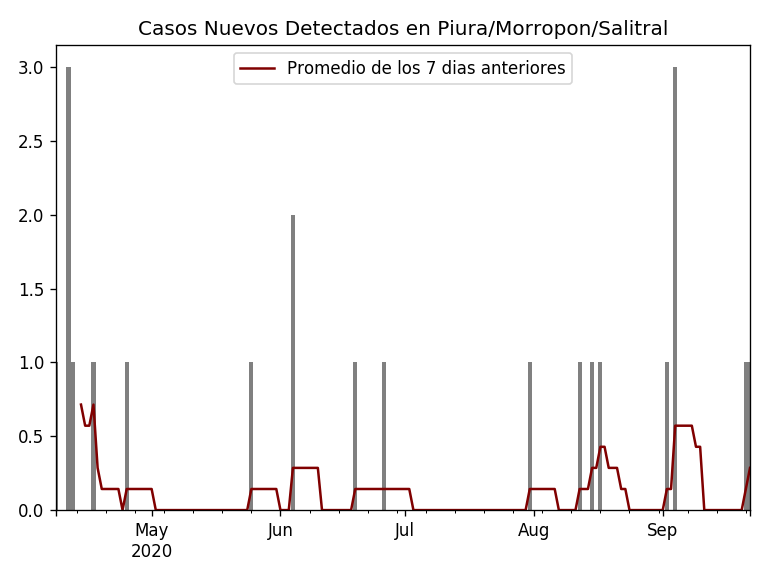 Casos Nuevos Detectados en Piura/Morropon/Salitral
Promedio de los 7 dias anteriores
3.0
2.5
2.0
1.5
1.0
0.5
0.0
May Jun Jul Aug Sep
2020